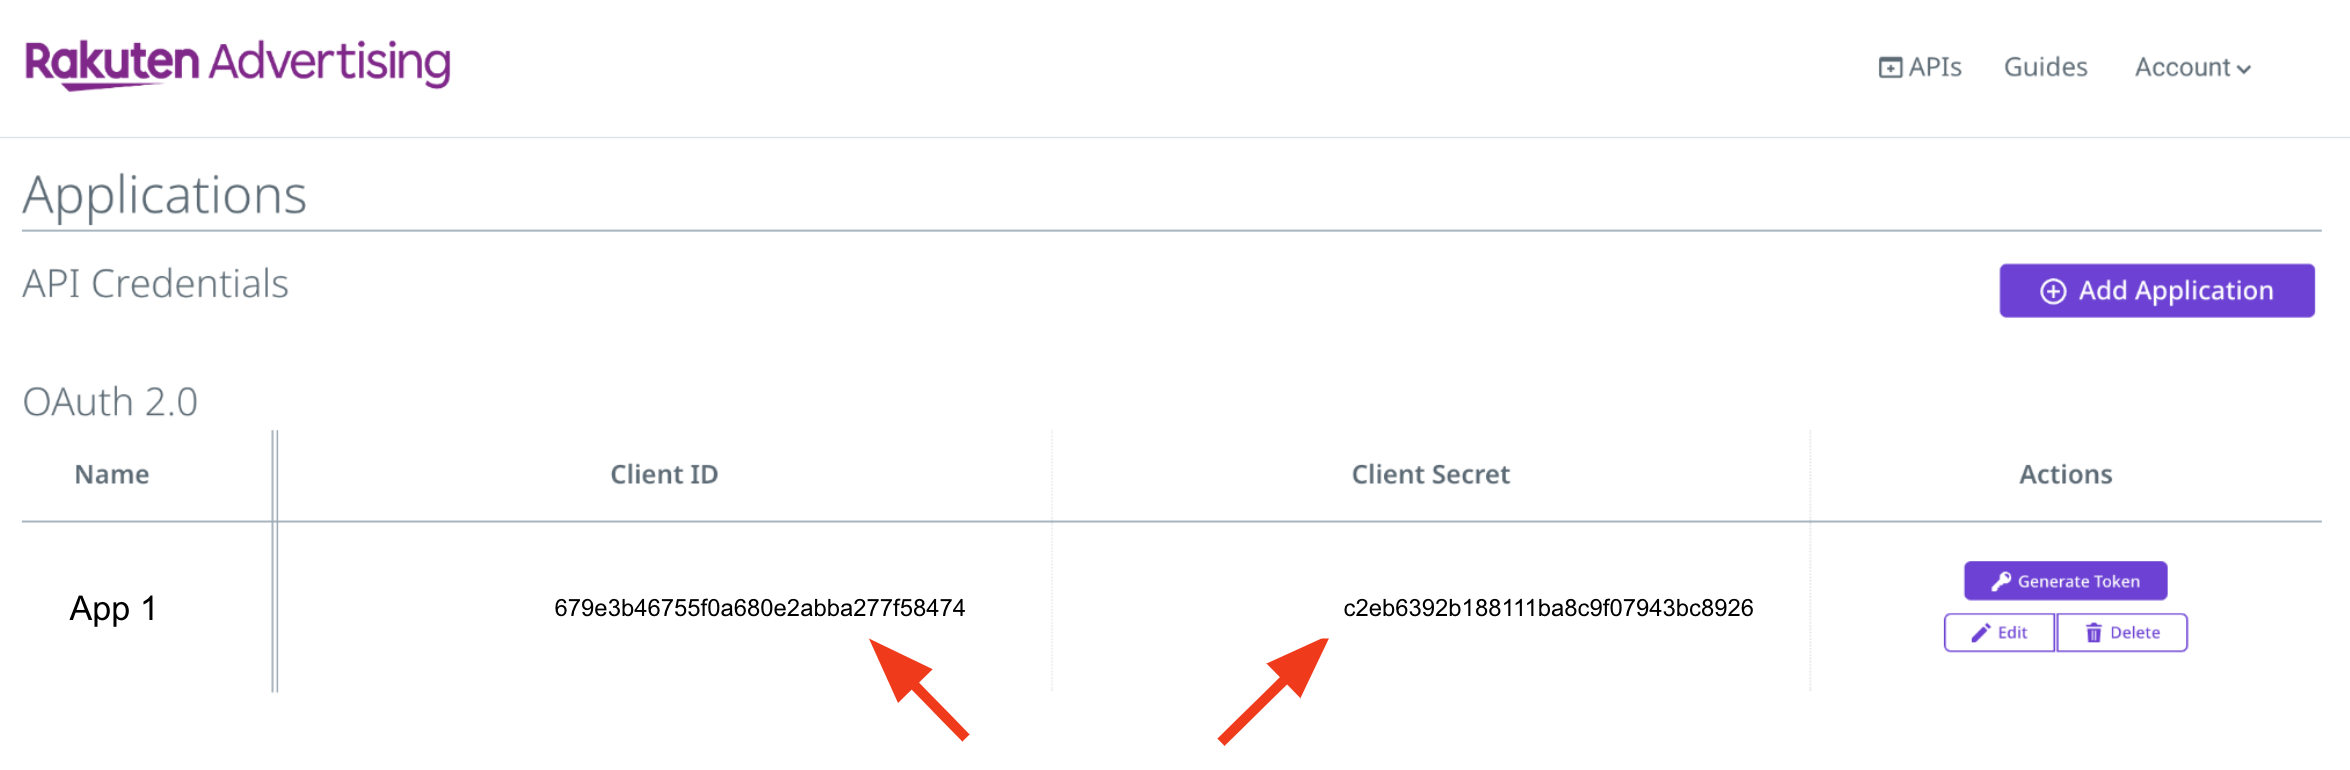 Rakuten Advertising
APIs Guides Account
Applications
API Credentials
Add Application
OAuth 2.0
Name Client ID Client Secret Actions
App 1 679e3b46755f0a680e2abba277f58474 c2eb6392b188111ba8c9f07943bc8926
Generate Token
Edit Delete